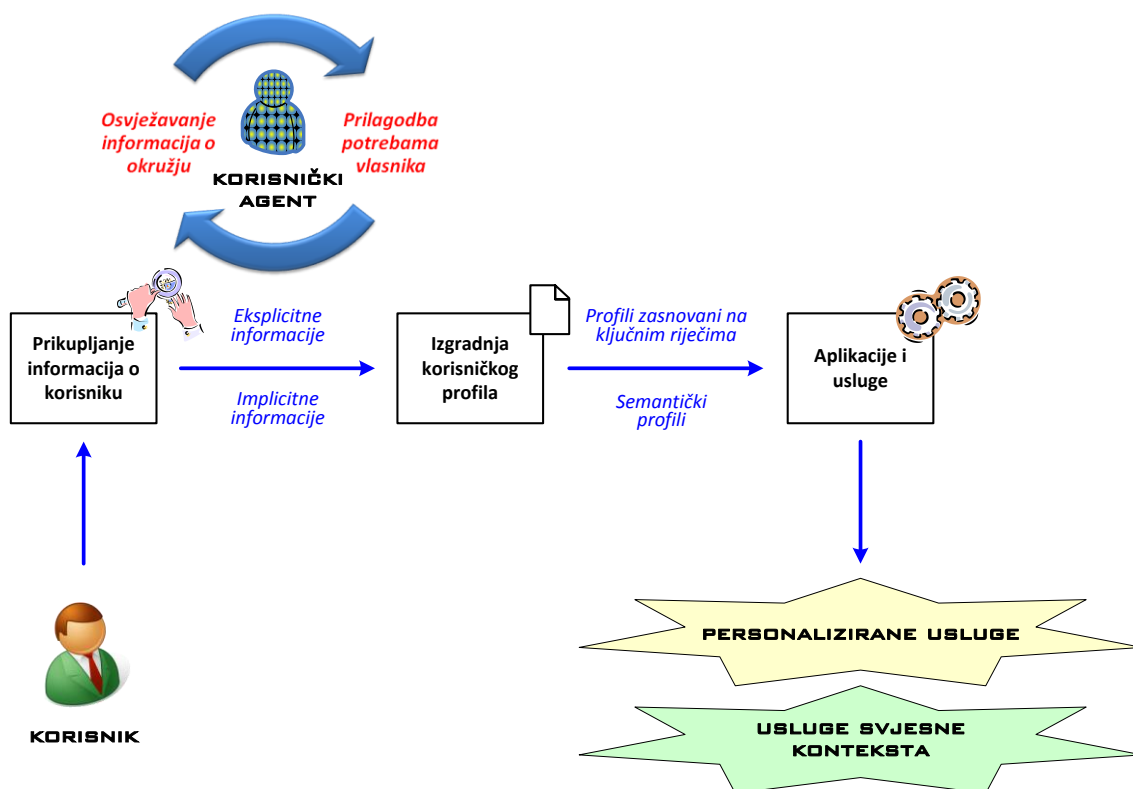 Osvježavanje
informacija o
okružju
Prilagodba
potrebama
vlasnika
KORISNIČKI
AGENT
Prikupljanje
informacija o
korisniku
Eksplicitne
informacije
Implicitne
informacije
Izgradnja
korisničkog
profila
Profili zasnovani na
ključnim riječima
Semantički
profili
Aplikacije i
usluge
KORISNIK
PERSONALIZIRANE USLUGE
USLUGE SVJESNE
KONTEKSTA